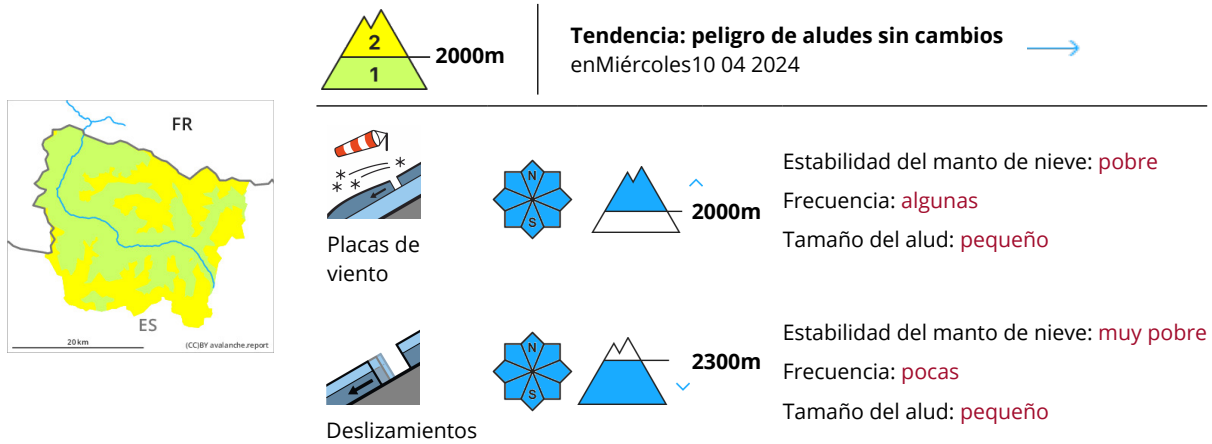 2
1
2000m
Tendencia: peligro de aludes sin cambios
enMiércoles10 04 2024
FR
ES
20 km
(CC)BY avalanche.report
Placas de
viento
N
S
2000m
Estabilidad del manto de nieve: pobre
Frecuencia: algunas
Tamaño del alud: pequeño
Deslizamientos
N
S
2300m
Estabilidad del manto de nieve: muy pobre
Frecuencia: pocas
Tamaño del alud: pequeño